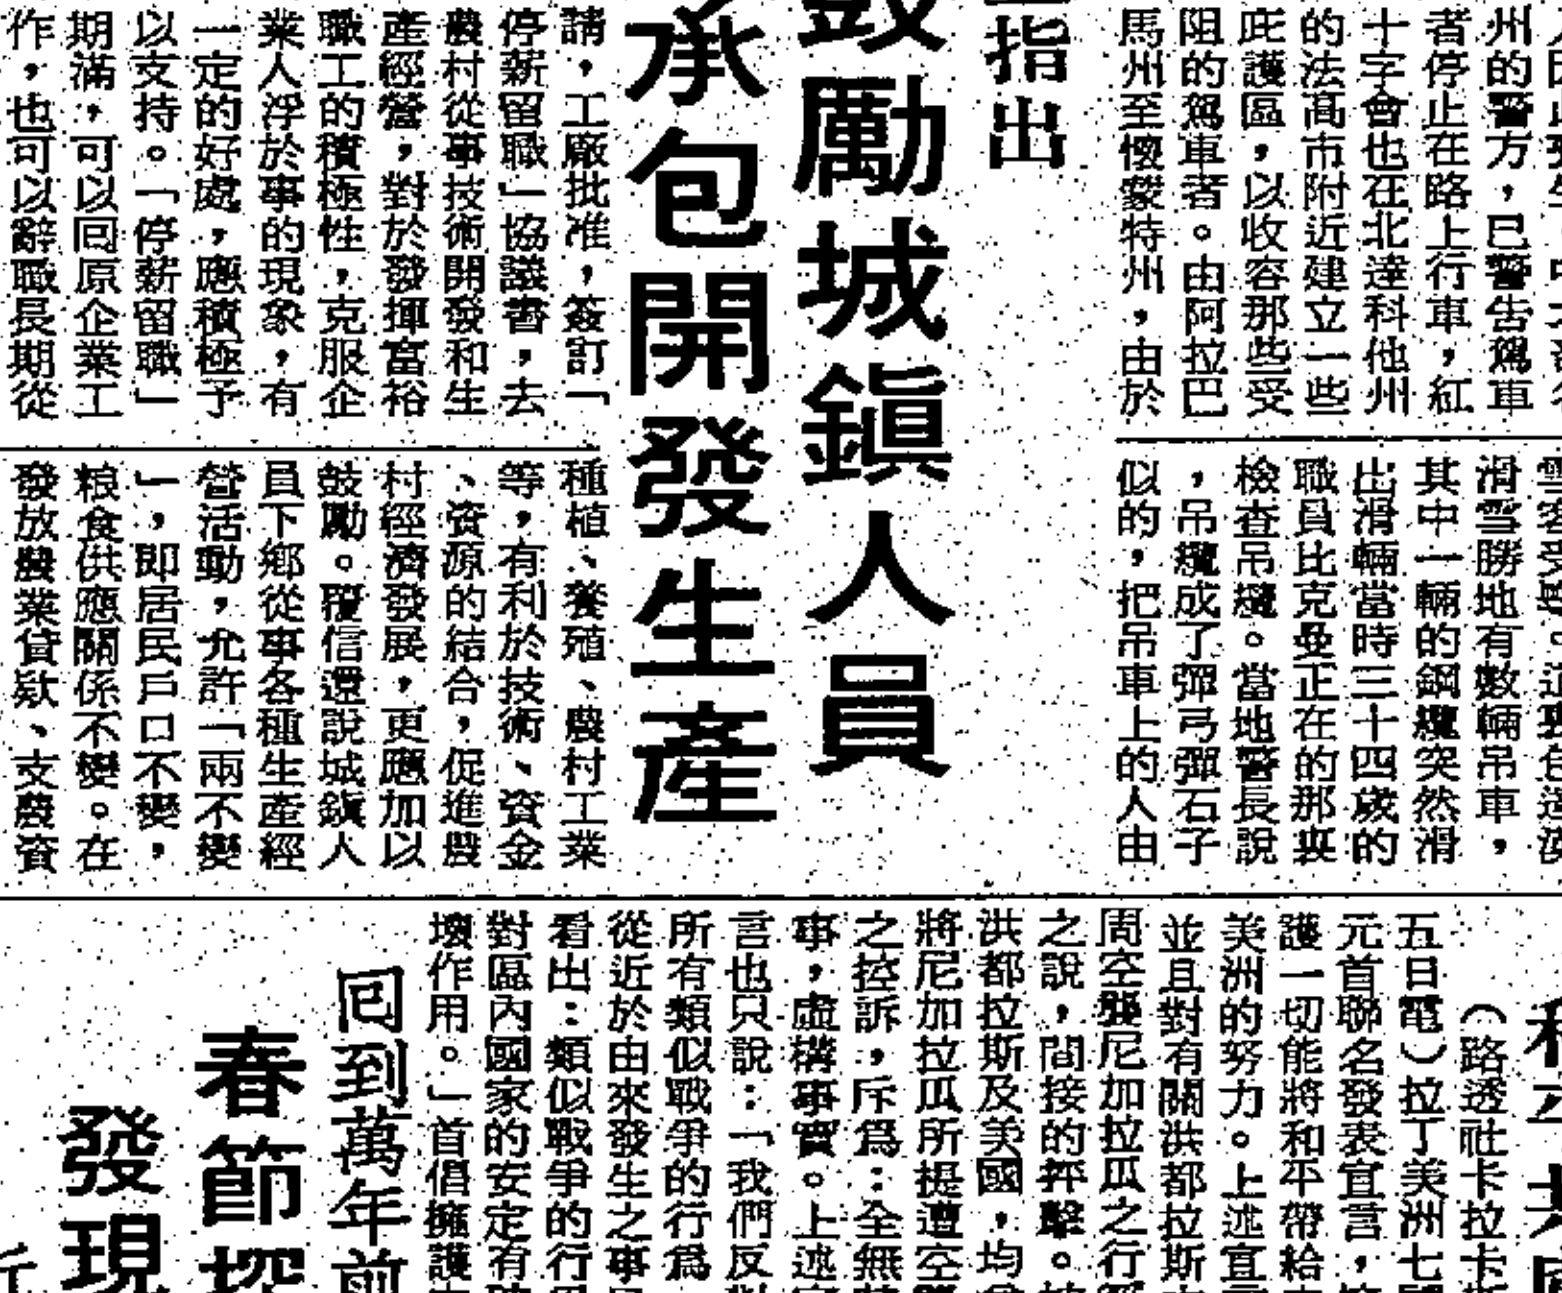 州的警方，已警告駕車
者停止在路上行車，紅
十字會也在北達科他州
的法高市附近建立一些
庇護區，以收容那些受
阻的駕車者。由阿拉巴
馬州至懷蒙特州，由於
滑雪勝地有數輛吊車，
其中一輛的鋼纜突然滑
出滑輛當時三十四歲的
職員比克曼正在的那裏
檢查吊纜。當地警長說
，吊纜成了彈弓彈石子
似的，把吊車上的人由
指出
鼓勵城鎮人員
承包開發生產
請，工廠批准，簽訂「
停薪留職」協議書，去
農村從事技術開發和生
產經營，對於發揮富裕
職工的積極性，克服企
業人浮於事的現象，有
一定的好處，應積極予
以支持。「停薪留職」
期滿，可以回原企業工
作，也可以辭職長期從
種植、養殖、農村工業
等，有利於技術、資金
、資源的結合，促進農
村經濟發展，更應加以
鼓勵。覆信還說城鎮人
員下鄉從事各種生產經
營活動，允許「兩不變
」，即居民戶口不變，
粮食供應關係不變。在
發放農業貸款、支農資
（路透社卡拉卡斯
五日電）拉丁美洲七國
元首聯名發表宣言，
護一切能將和平帶給
美洲的努力。上述宣言
並且對有關洪都拉斯
周空襲尼加拉瓜之行
之說，間接的抨擊。
洪都拉斯及美國，均
將尼加拉瓜所提遭空
之控訴，斥爲：全無
事，虛構事實。上述
言也只說：「我們反對
所有類似戰爭的行爲
從近於由來發生之事
看出：類似戰爭的行
對區內國家的安定有
壞作用。」首倡擁護
回到萬年前
春節探
發現